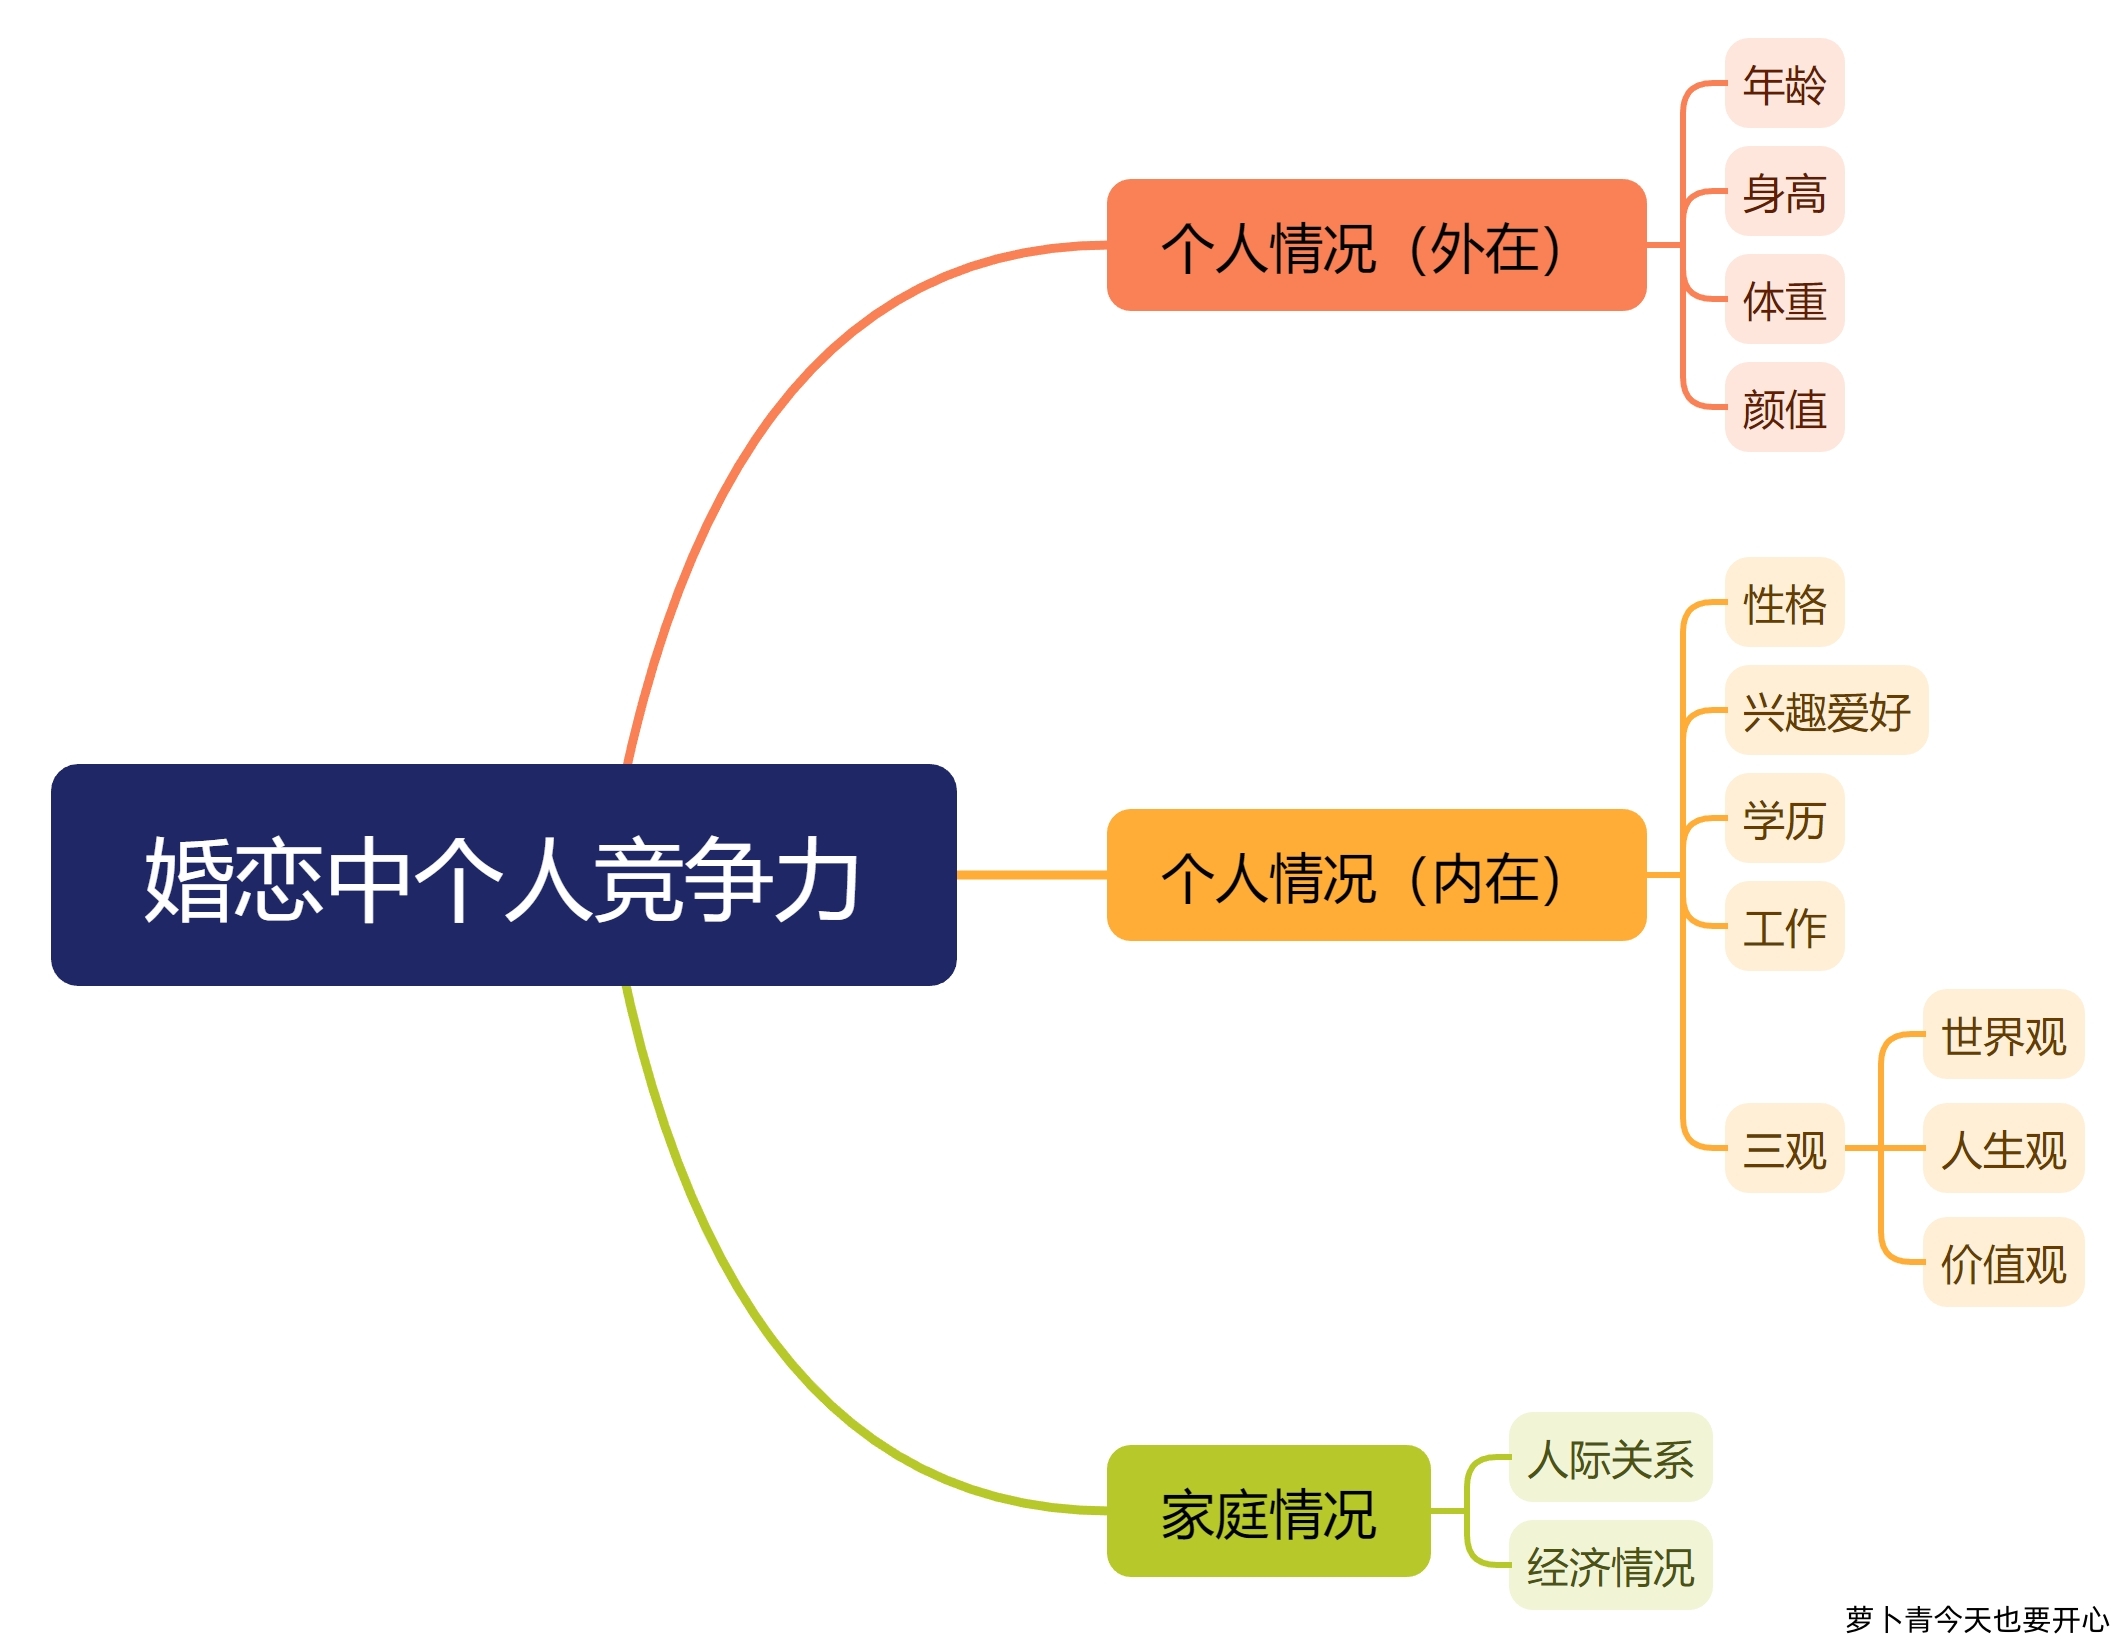 婚恋中个人竞争力
个人情况（外在）
年龄
身高
体重
颜值
个人情况（内在）
性格
兴趣爱好
学历
工作
三观
世界观
人生观
价值观
家庭情况
人际关系
经济情况
萝卜青今天也要开心